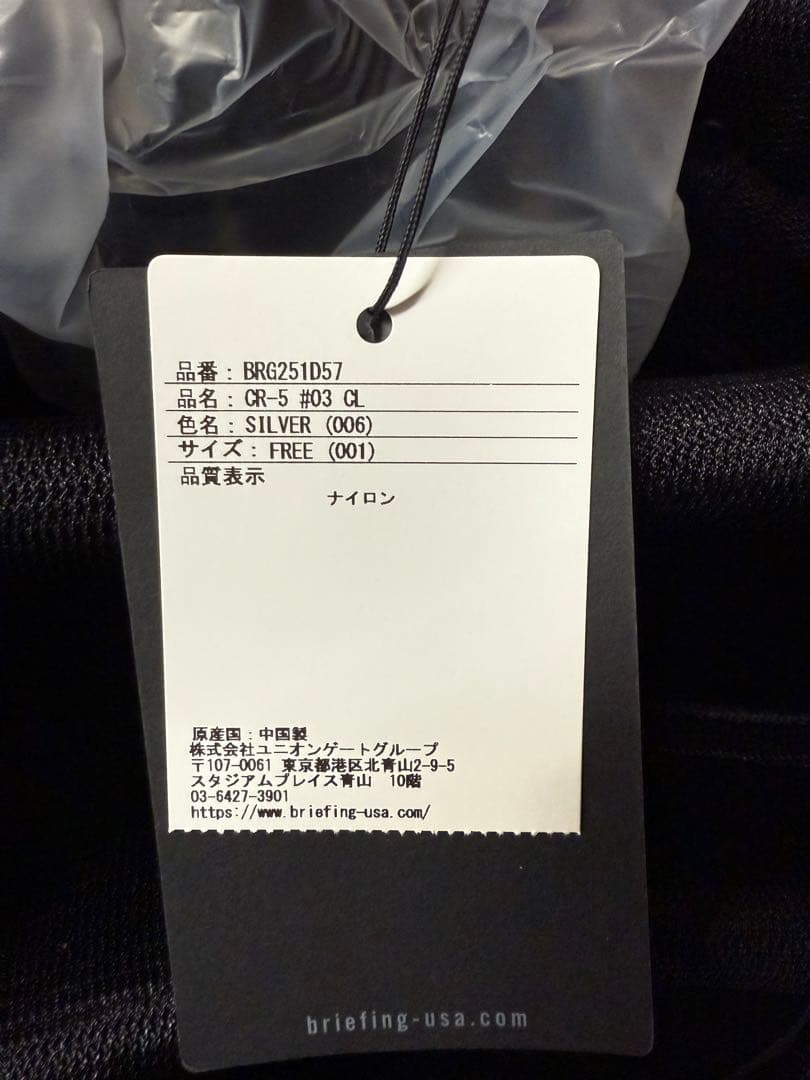 品番：BRG251D57
品名：CR-5 #03 CL
色名：SILVER (006)
サイズ：FREE (001)
品質表示
ナイロン
原産国：中国製
株式会社ユニオンゲートグループ
〒107-0061 東京都港区北青山2-9-5
スタジアムプレイス青山 10階
03-6427-3901
https://www.briefing-usa.com/
briefing-usa.com